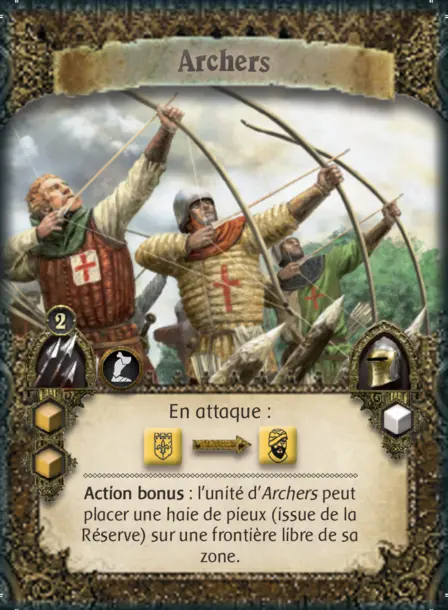 Archers
2
En attaque :
Action bonus : l'unité d'Archers peut
placer une haie de pieux (issue de la
Réserve) sur une frontière libre de sa
zone.